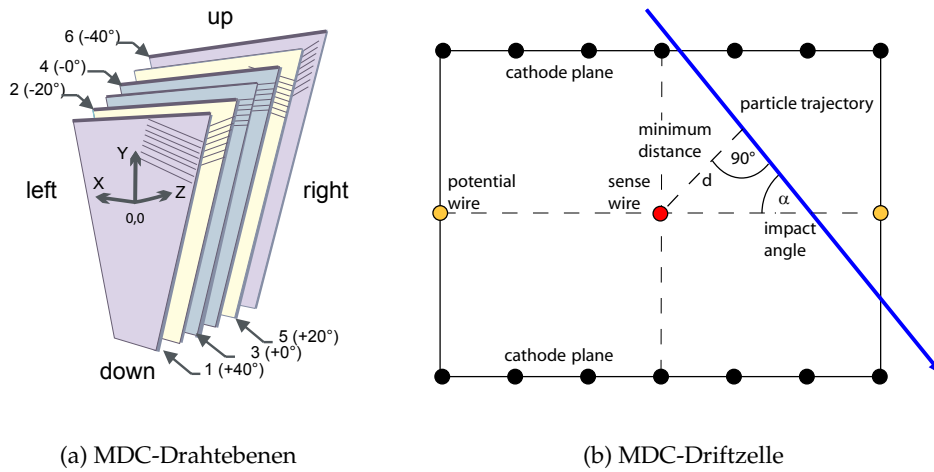 up
6 (-40°)
4 (-0°)
2 (-20°)
Y
left
X
Z
right
0,0
5 (+20°)
3 (+0°)
down
1 (+40°)
cathode plane
particle trajectory
minimum
distance
90°
d
potential
wire
sense
wire
α
impact
angle
cathode plane
(a) MDC-Drahtebenen
(b) MDC-Driftzelle